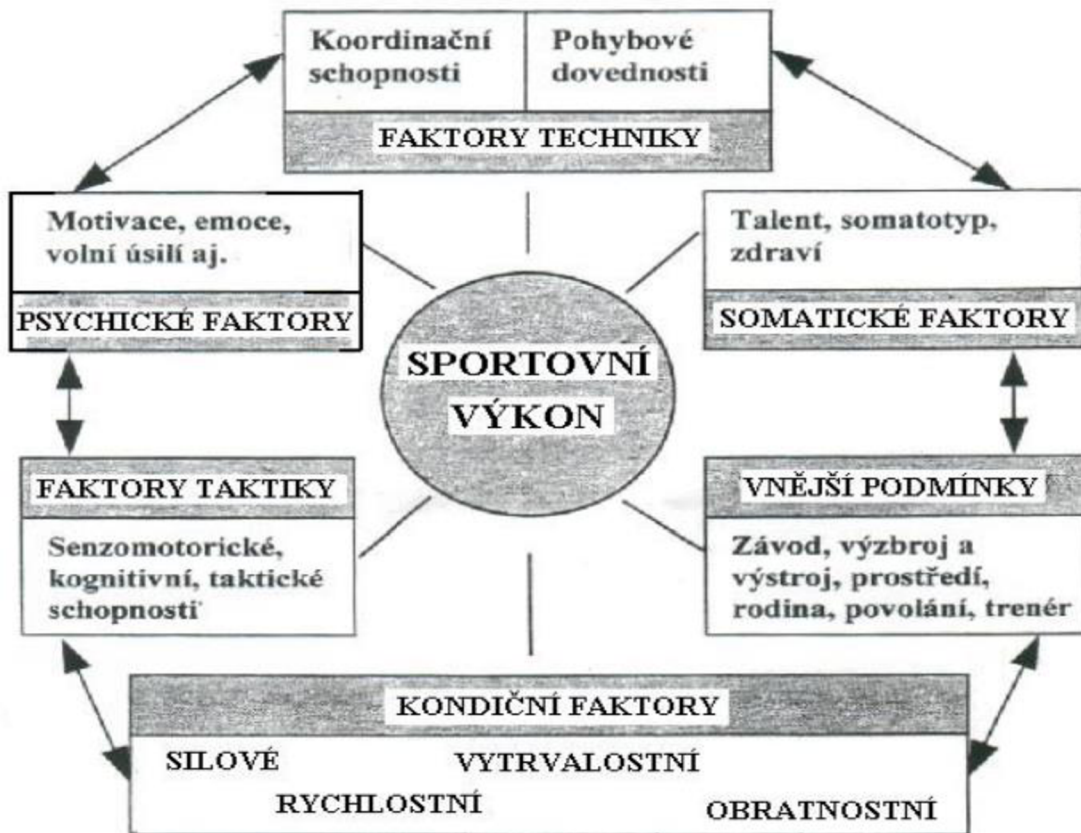 Koordinační
schopnosti
Pohybové
dovednosti
FAKTORY TECHNIKY
Motivace, emoce,
volní úsilí aj.
PSYCHICKÉ FAKTORY
Talent, somatotyp,
zdraví
SOMATICKÉ FAKTORY
SPORTOVNÍ
VÝKON
FAKTORY TAKTIKY
Senzomotorické,
kognitivní, taktické
schopnosti
VNĚJŠÍ PODMÍNKY
Závod, výzbroj a
výstroj, prostředí,
rodina, povolání, trenér
KONDIČNÍ FAKTORY
SILOVÉ
VYTRVALOSTNÍ
RYCHLOSTNÍ
OBRATNOSTNÍ